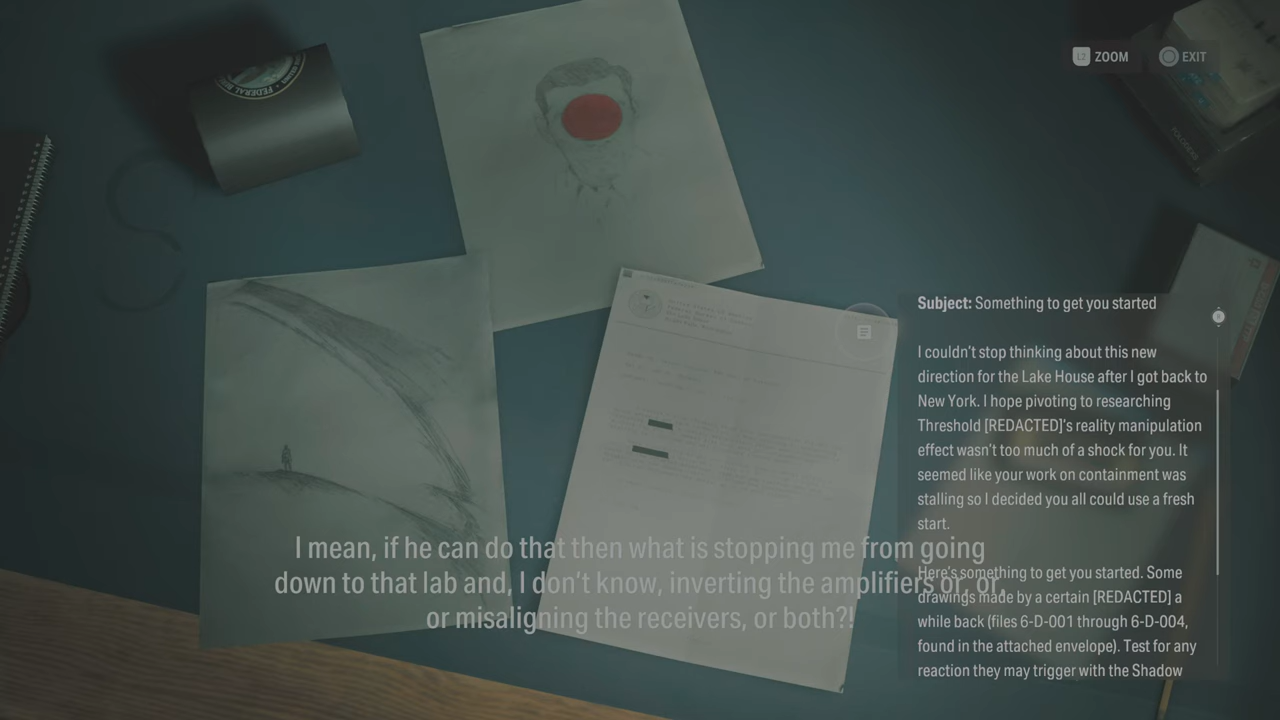 FEDERAL
L2 ZOOM
EXIT
Subject: Something to get you started
I couldn't stop thinking about this new
direction for the Lake House after I got back to
New York. I hope pivoting to researching
Threshold [REDACTED]'s reality manipulation
effect wasn't too much of a shock for you. It
seemed like your work on containment was
stalling so I decided you all could use a fresh
start.
Here's something to get you started. Some
drawings made by a certain [REDACTED] a
while back (files 6-D-001 through 6-D-004,
found in the attached envelope). Test for any
reaction they may trigger with the Shadow
I mean, if he can do that then what is stopping me from going
down to that lab and, I don't know, inverting the amplifiers or, or,
or misaligning the receivers, or both?!